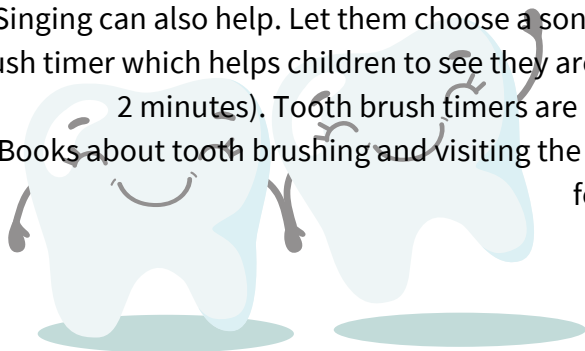 Singing can also help. Let them choose a son
ush timer which helps children to see they are
2 minutes). Tooth brush timers are
Books about tooth brushing and visiting the
fo